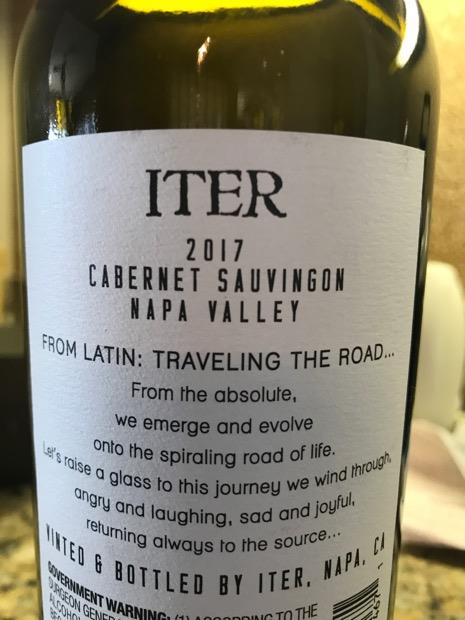 ITER
2017
CABERNET SAUVINGON
NAPA VALLEY
FROM LATIN: TRAVELING THE ROAD...
From the absolute,
we emerge and evolve
onto the spiraling road of life.
Let's raise a glass to this journey we wind through,
angry and laughing, sad and joyful,
returning always to the source...
VINTED & BOTTLED BY ITER, NAPA, CA
GOVERNMENT WARNING: (1) ACCORDING TO THE
SURGEON GENER